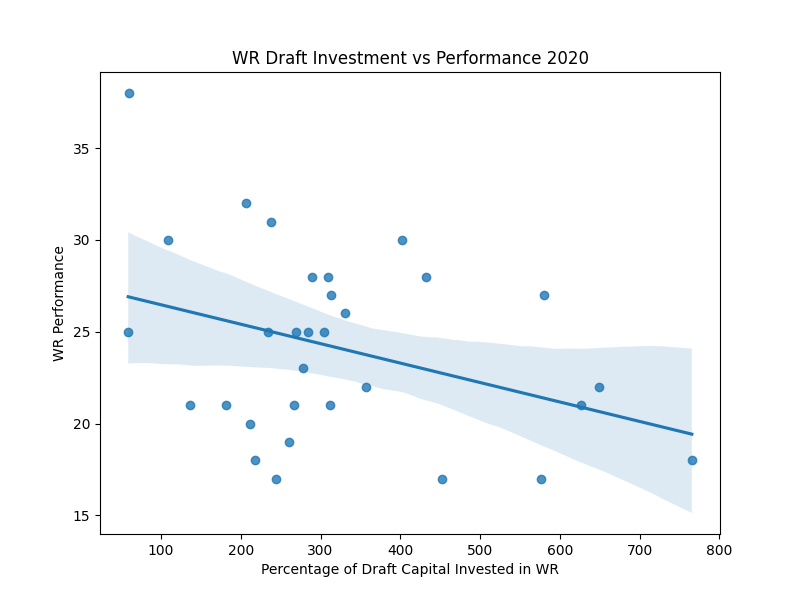 WR Draft Investment vs Performance 2020
35
30
25
20
15
WR Performance
100 200 300 400 500 600 700 800
Percentage of Draft Capital Invested in WR